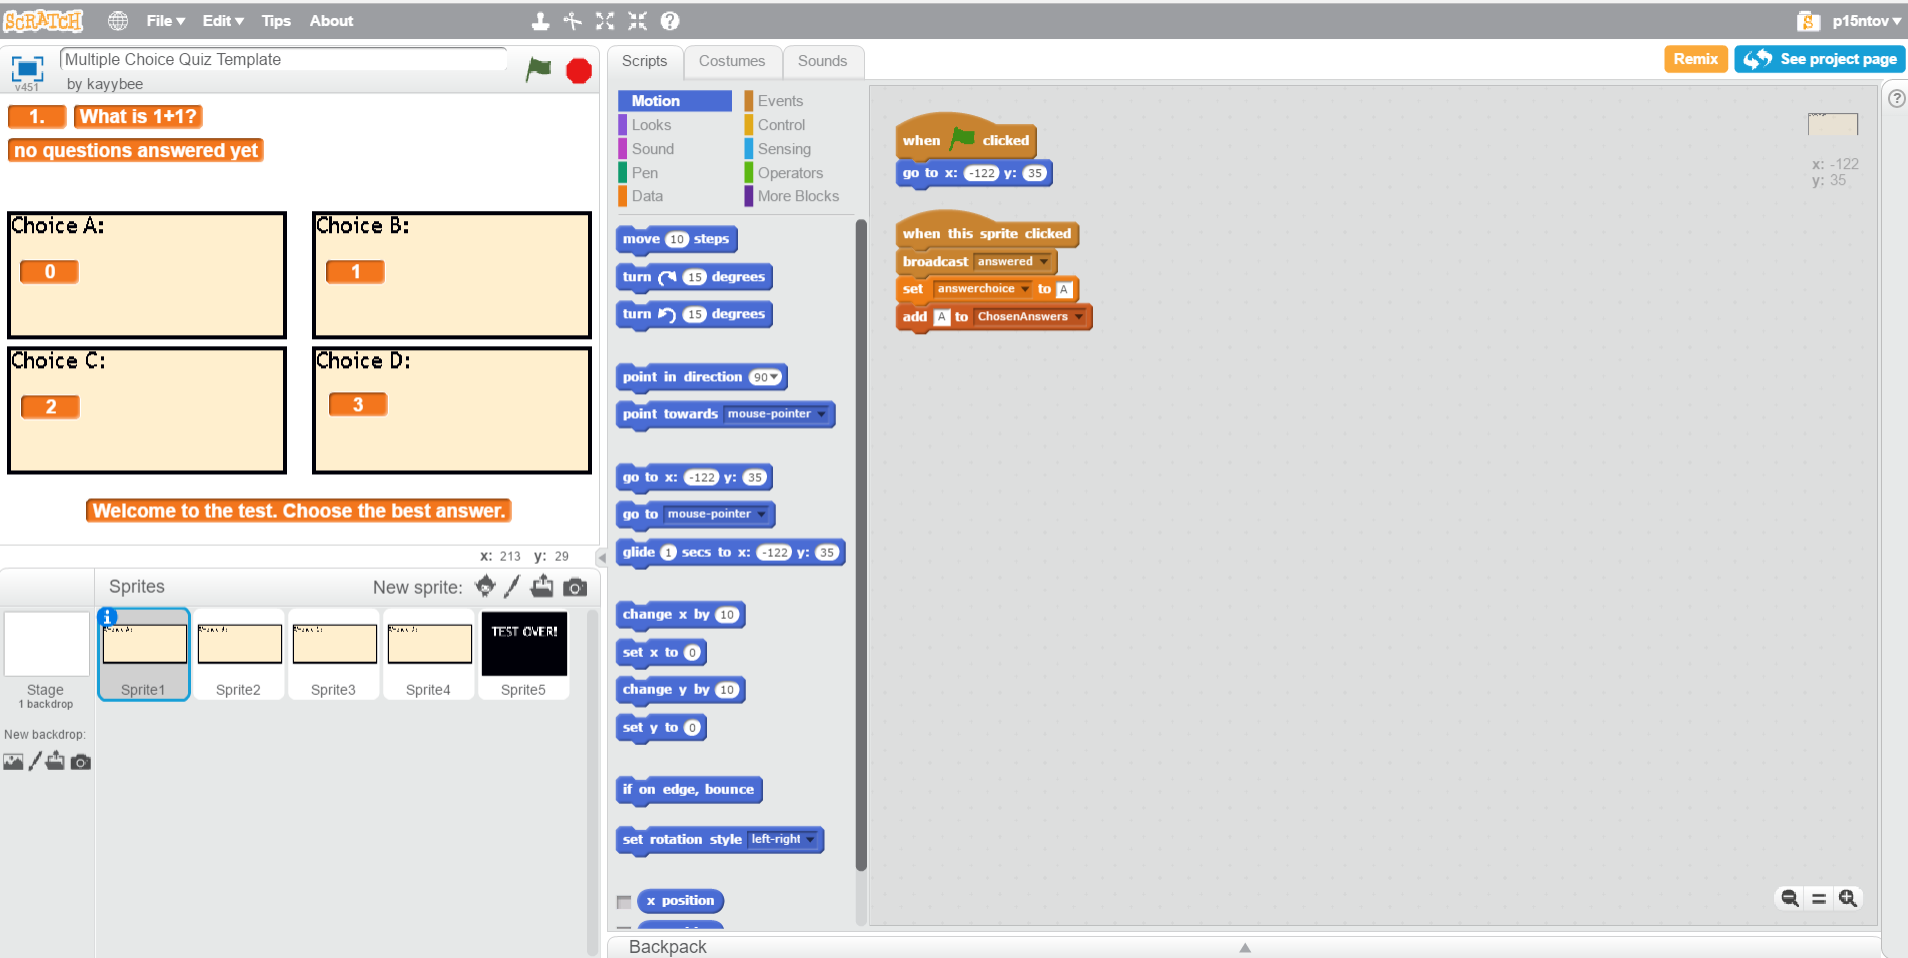 SCRATCH File Edit Tips About p15ntov
Multiple Choice Quiz Template
by kayybee
v451
Scripts Costumes Sounds Remix See project page
1. What is 1+1?
no questions answered yet
Choice A:
0
Choice B:
1
Choice C:
2
Choice D:
3
Welcome to the test. Choose the best answer.
x: 213 y: 29
Sprites New sprite:
TEST OVER!
Sprite1 Sprite2 Sprite3 Sprite4 Sprite5
Stage
1 backdrop
New backdrop:
Motion Events
Looks Control
Sound Sensing
Pen Operators
Data More Blocks
move 10 steps
turn 15 degrees
turn 15 degrees
point in direction 90
point towards mouse-pointer
go to x: -122 y: 35
go to mouse-pointer
glide 1 secs to x: -122 y: 35
change x by 10
set x to 0
change y by 10
set y to 0
if on edge, bounce
set rotation style left-right
x position
when clicked
go to x: -122 y: 35
when this sprite clicked
broadcast answered
set answerchoice to A
add A to ChosenAnswers
x: -122
y: 35
Backpack